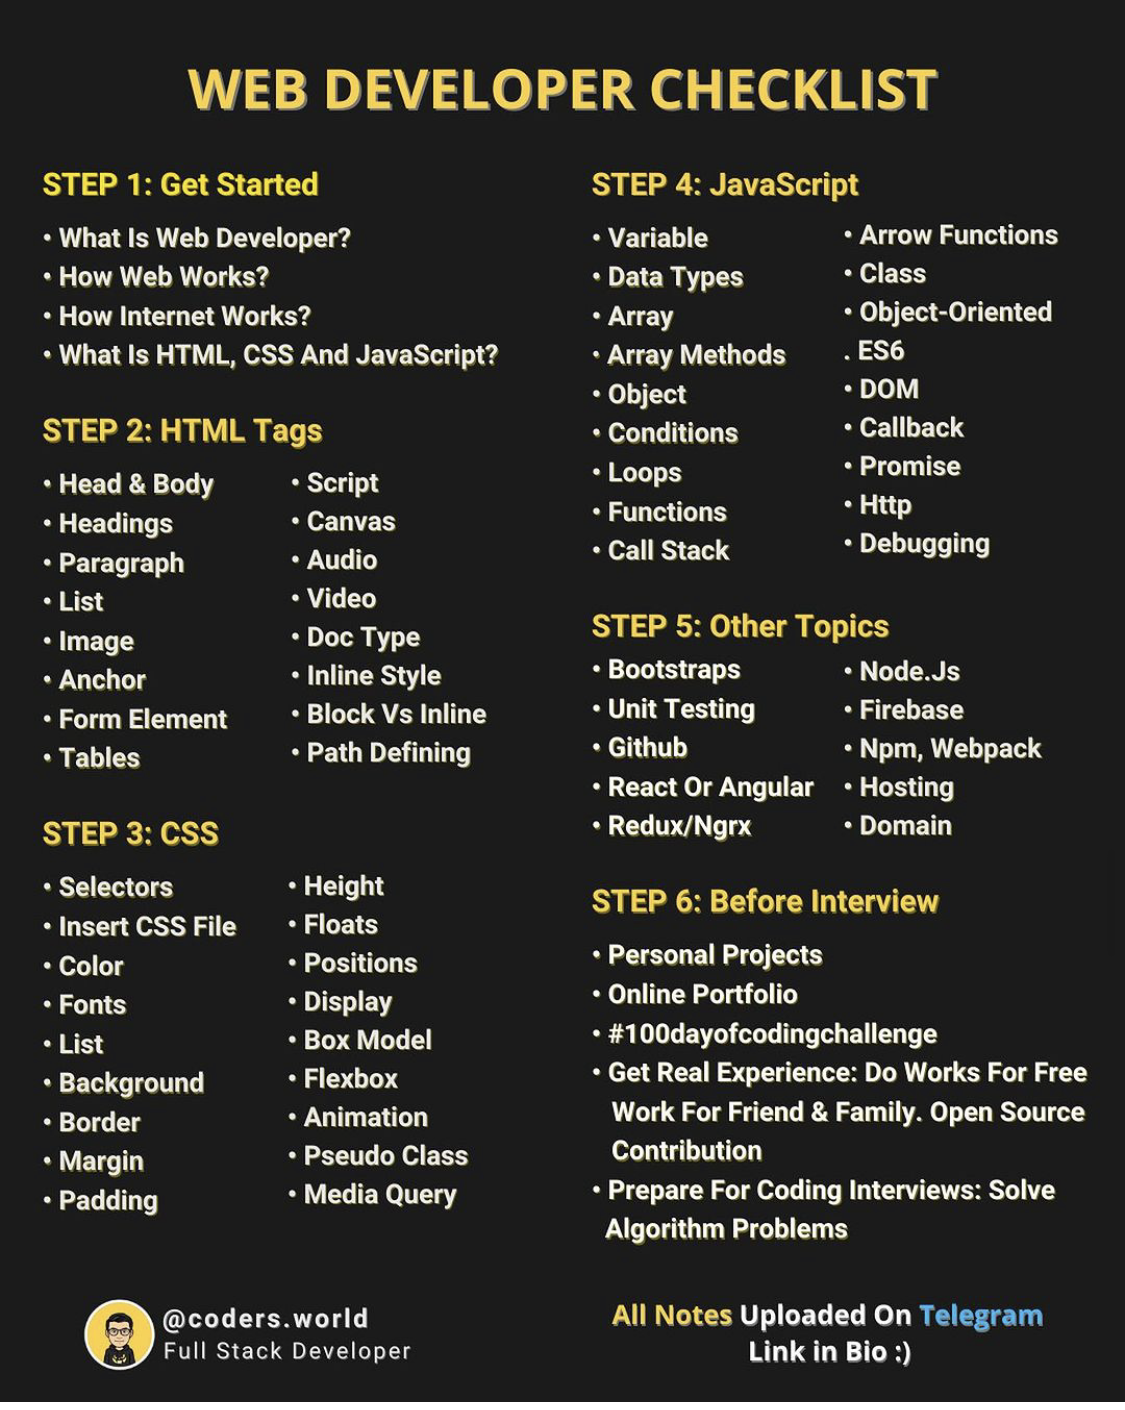 WEB DEVELOPER CHECKLIST
STEP 1: Get Started
• What Is Web Developer?
• How Web Works?
• How Internet Works?
• What Is HTML, CSS And JavaScript?
STEP 2: HTML Tags
• Head & Body
• Headings
• Paragraph
• List
• Image
• Anchor
• Form Element
• Tables
• Script
• Canvas
• Audio
• Video
• Doc Type
• Inline Style
• Block Vs Inline
• Path Defining
STEP 3: CSS
• Selectors
• Insert CSS File
• Color
• Fonts
• List
• Background
• Border
• Margin
• Padding
• Height
• Floats
• Positions
• Display
• Box Model
• Flexbox
• Animation
• Pseudo Class
• Media Query
STEP 4: JavaScript
• Variable
• Data Types
• Array
• Array Methods
• Object
• Conditions
• Loops
• Functions
• Call Stack
• Arrow Functions
• Class
• Object-Oriented
. ES6
• DOM
• Callback
• Promise
• Http
• Debugging
STEP 5: Other Topics
• Bootstraps
• Unit Testing
• Github
• React Or Angular
• Redux/Ngrx
• Node.Js
• Firebase
• Npm, Webpack
• Hosting
• Domain
STEP 6: Before Interview
• Personal Projects
• Online Portfolio
• #100dayofcodingchallenge
• Get Real Experience: Do Works For Free
Work For Friend & Family. Open Source
Contribution
• Prepare For Coding Interviews: Solve
Algorithm Problems
@coders.world
Full Stack Developer
All Notes Uploaded On Telegram
Link in Bio :)